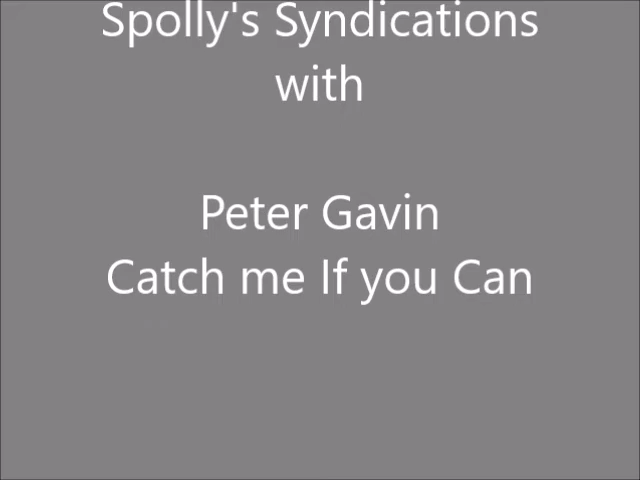 Spolly's Syndications
with
Peter Gavin
Catch me If you Can